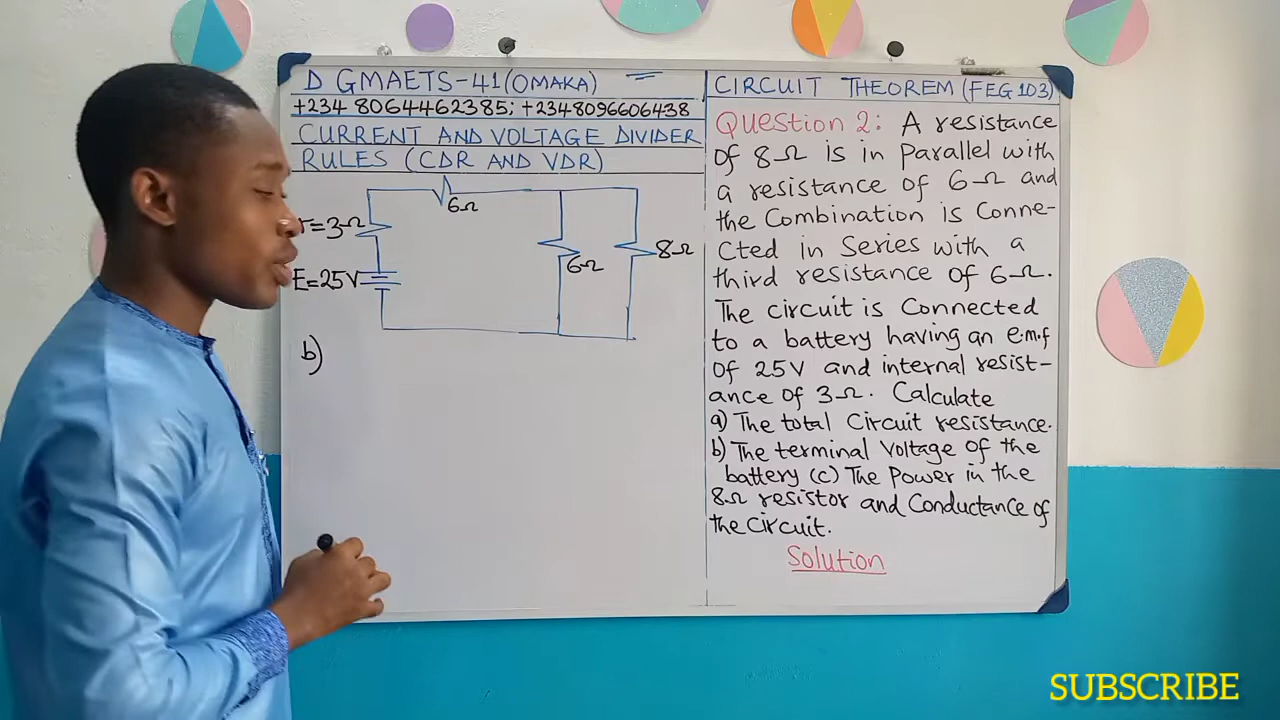 D GMAETS-41 (OMAKA)
+234 8064462385; +2348096606438
CURRENT AND VOLTAGE DIVIDER
RULES (CDR AND VDR)
6Ω
r=3Ω
E=25V
6Ω
8Ω
b)
CIRCUIT THEOREM (FEG 103)
Question 2: A resistance
of 8Ω is in parallel with
a resistance of 6Ω and
the Combination is Conne-
cted in Series with a
third resistance of 6Ω.
The circuit is Connected
to a battery having an e.m.f
of 25V and internal resist-
ance of 3Ω. Calculate
a) The total Circuit resistance.
b) The terminal Voltage of the
battery (c) The Power in the
8Ω resistor and Conductance of
the Circuit.
Solution
SUBSCRIBE